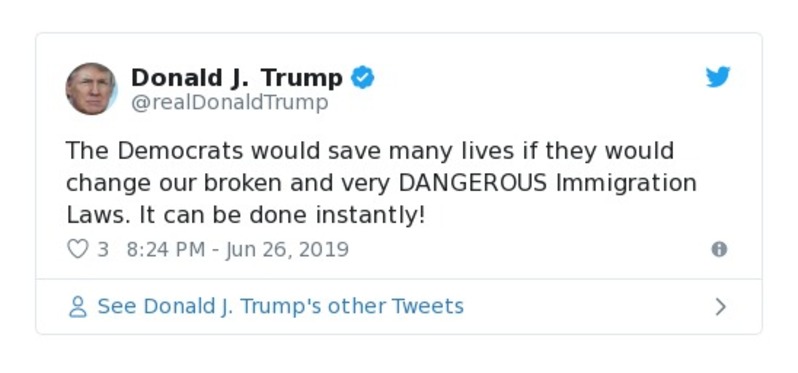 Donald J. Trump
@realDonaldTrump
The Democrats would save many lives if they would
change our broken and very DANGEROUS Immigration
Laws. It can be done instantly!
3 8:24 PM - Jun 26, 2019
See Donald J. Trump's other Tweets